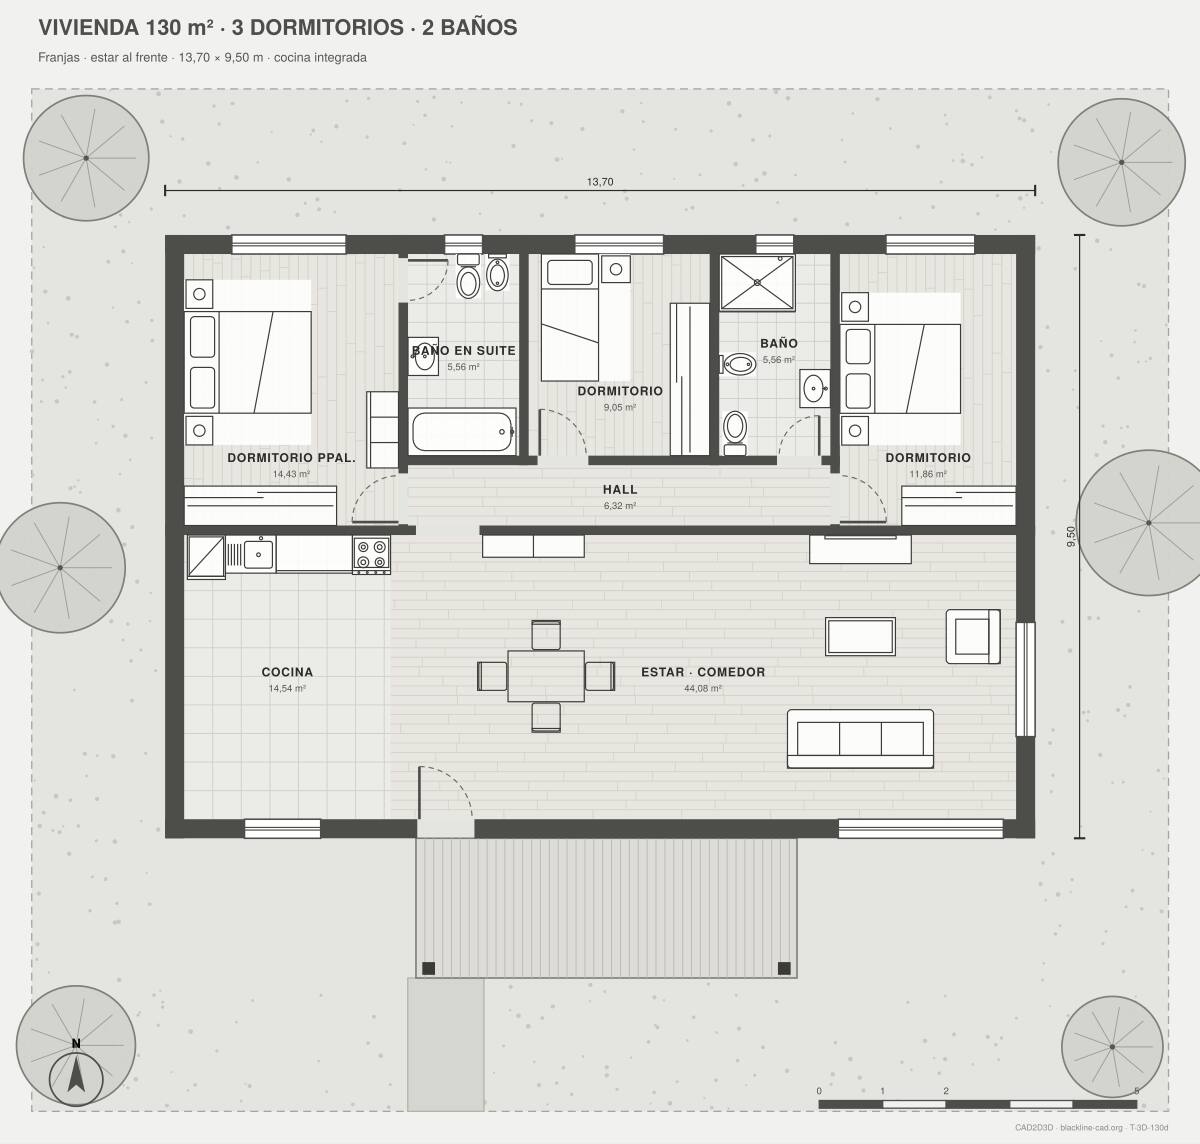 VIVIENDA 130 m² · 3 DORMITORIOS · 2 BAÑOS
Franjas · estar al frente · 13,70 × 9,50 m · cocina integrada
13,70
BAÑO EN SUITE
5,56 m²
BAÑO
5,56 m²
DORMITORIO
9,05 m²
DORMITORIO PPAL.
14,43 m²
DORMITORIO
11,86 m²
HALL
6,32 m²
9,50
COCINA
14,54 m²
ESTAR · COMEDOR
44,08 m²
N
0 1 2 5
CAD2D3D · blackline-cad.org · T-3D-130d